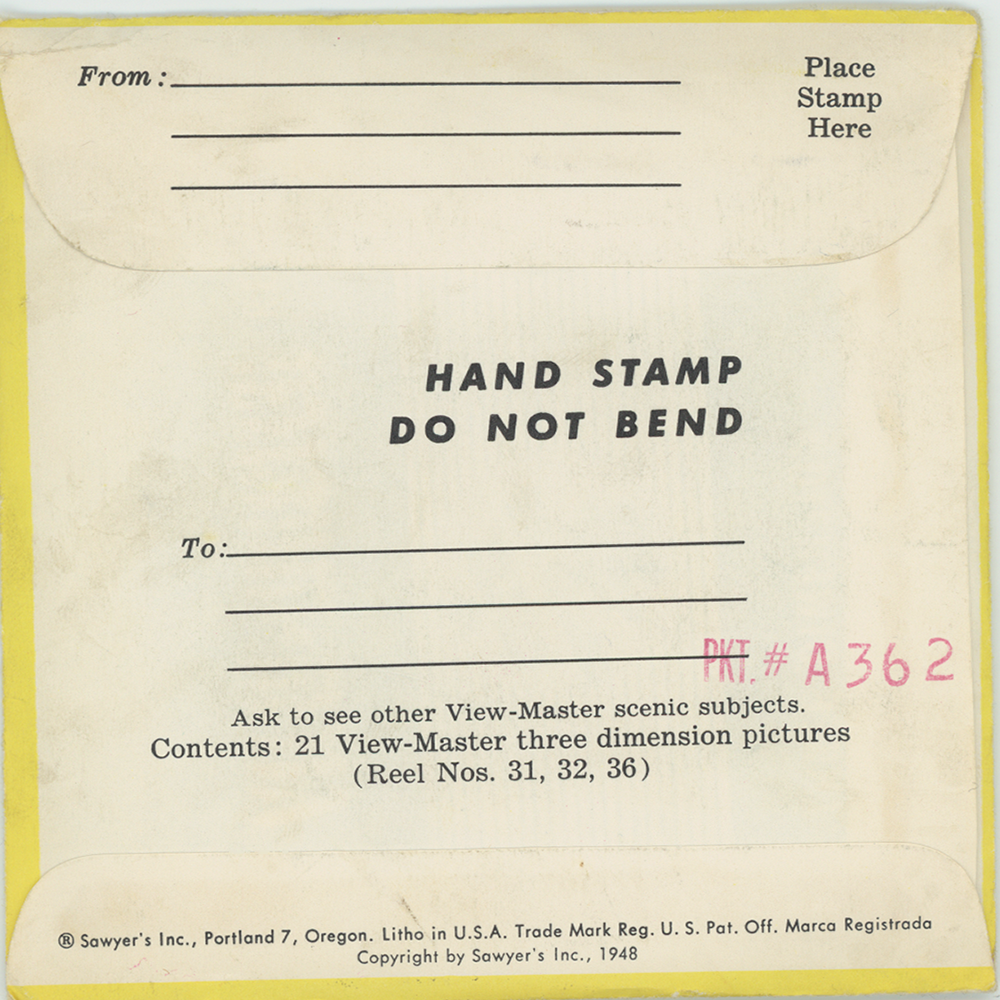 From:
Place
Stamp
Here
HAND STAMP
DO NOT BEND
To:
PKT. # A362
Ask to see other View-Master scenic subjects.
Contents: 21 View-Master three dimension pictures
(Reel Nos. 31, 32, 36)
® Sawyer's Inc., Portland 7, Oregon. Litho in U.S.A. Trade Mark Reg. U. S. Pat. Off. Marca Registrada
Copyright by Sawyer's Inc., 1948